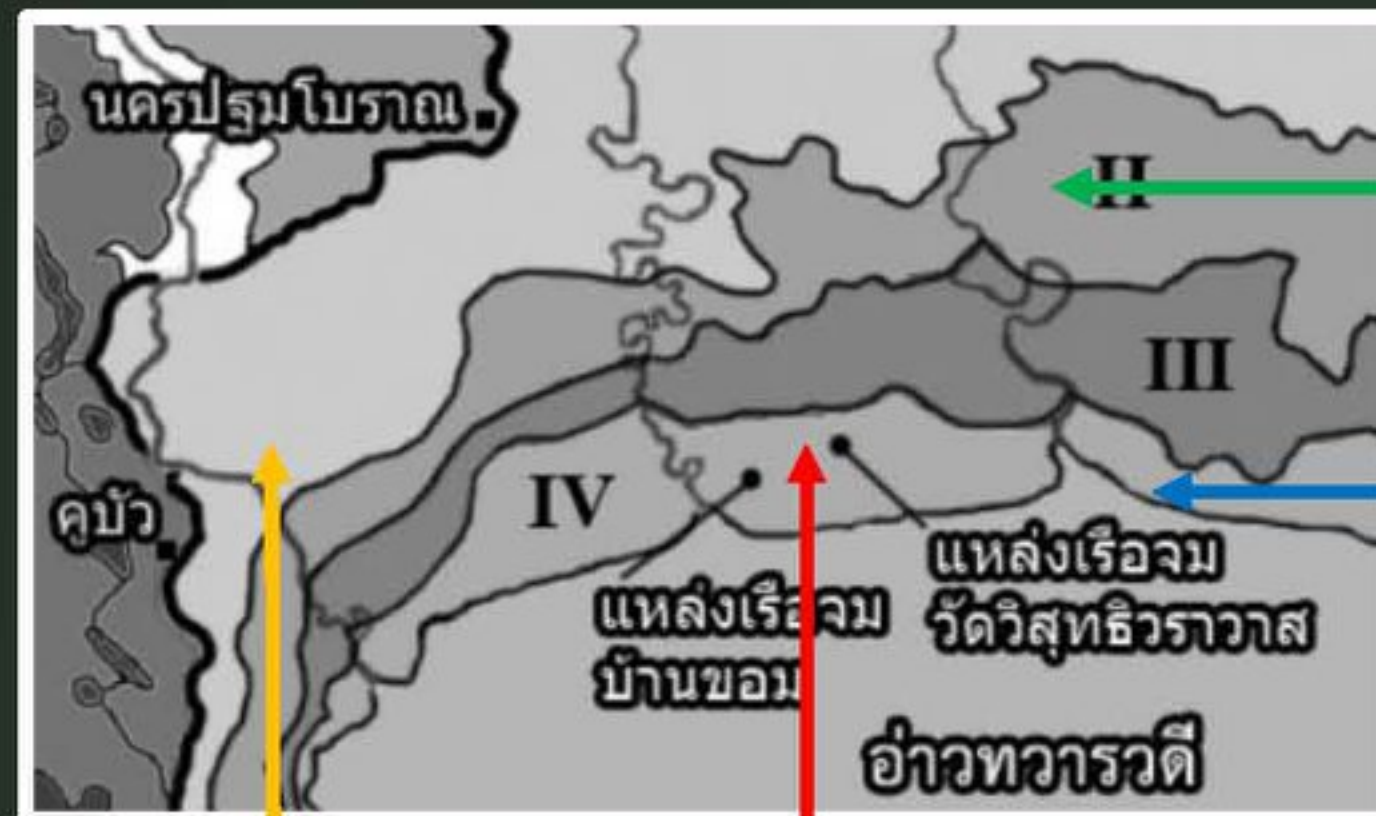 นครปฐมโบราณ
II
III
คูบัว
IV
แหล่งเรือจม
บ้านขอม
แหล่งเรือจม
วัดวิสุทธิวราวาส
อ่าวทวารวดี